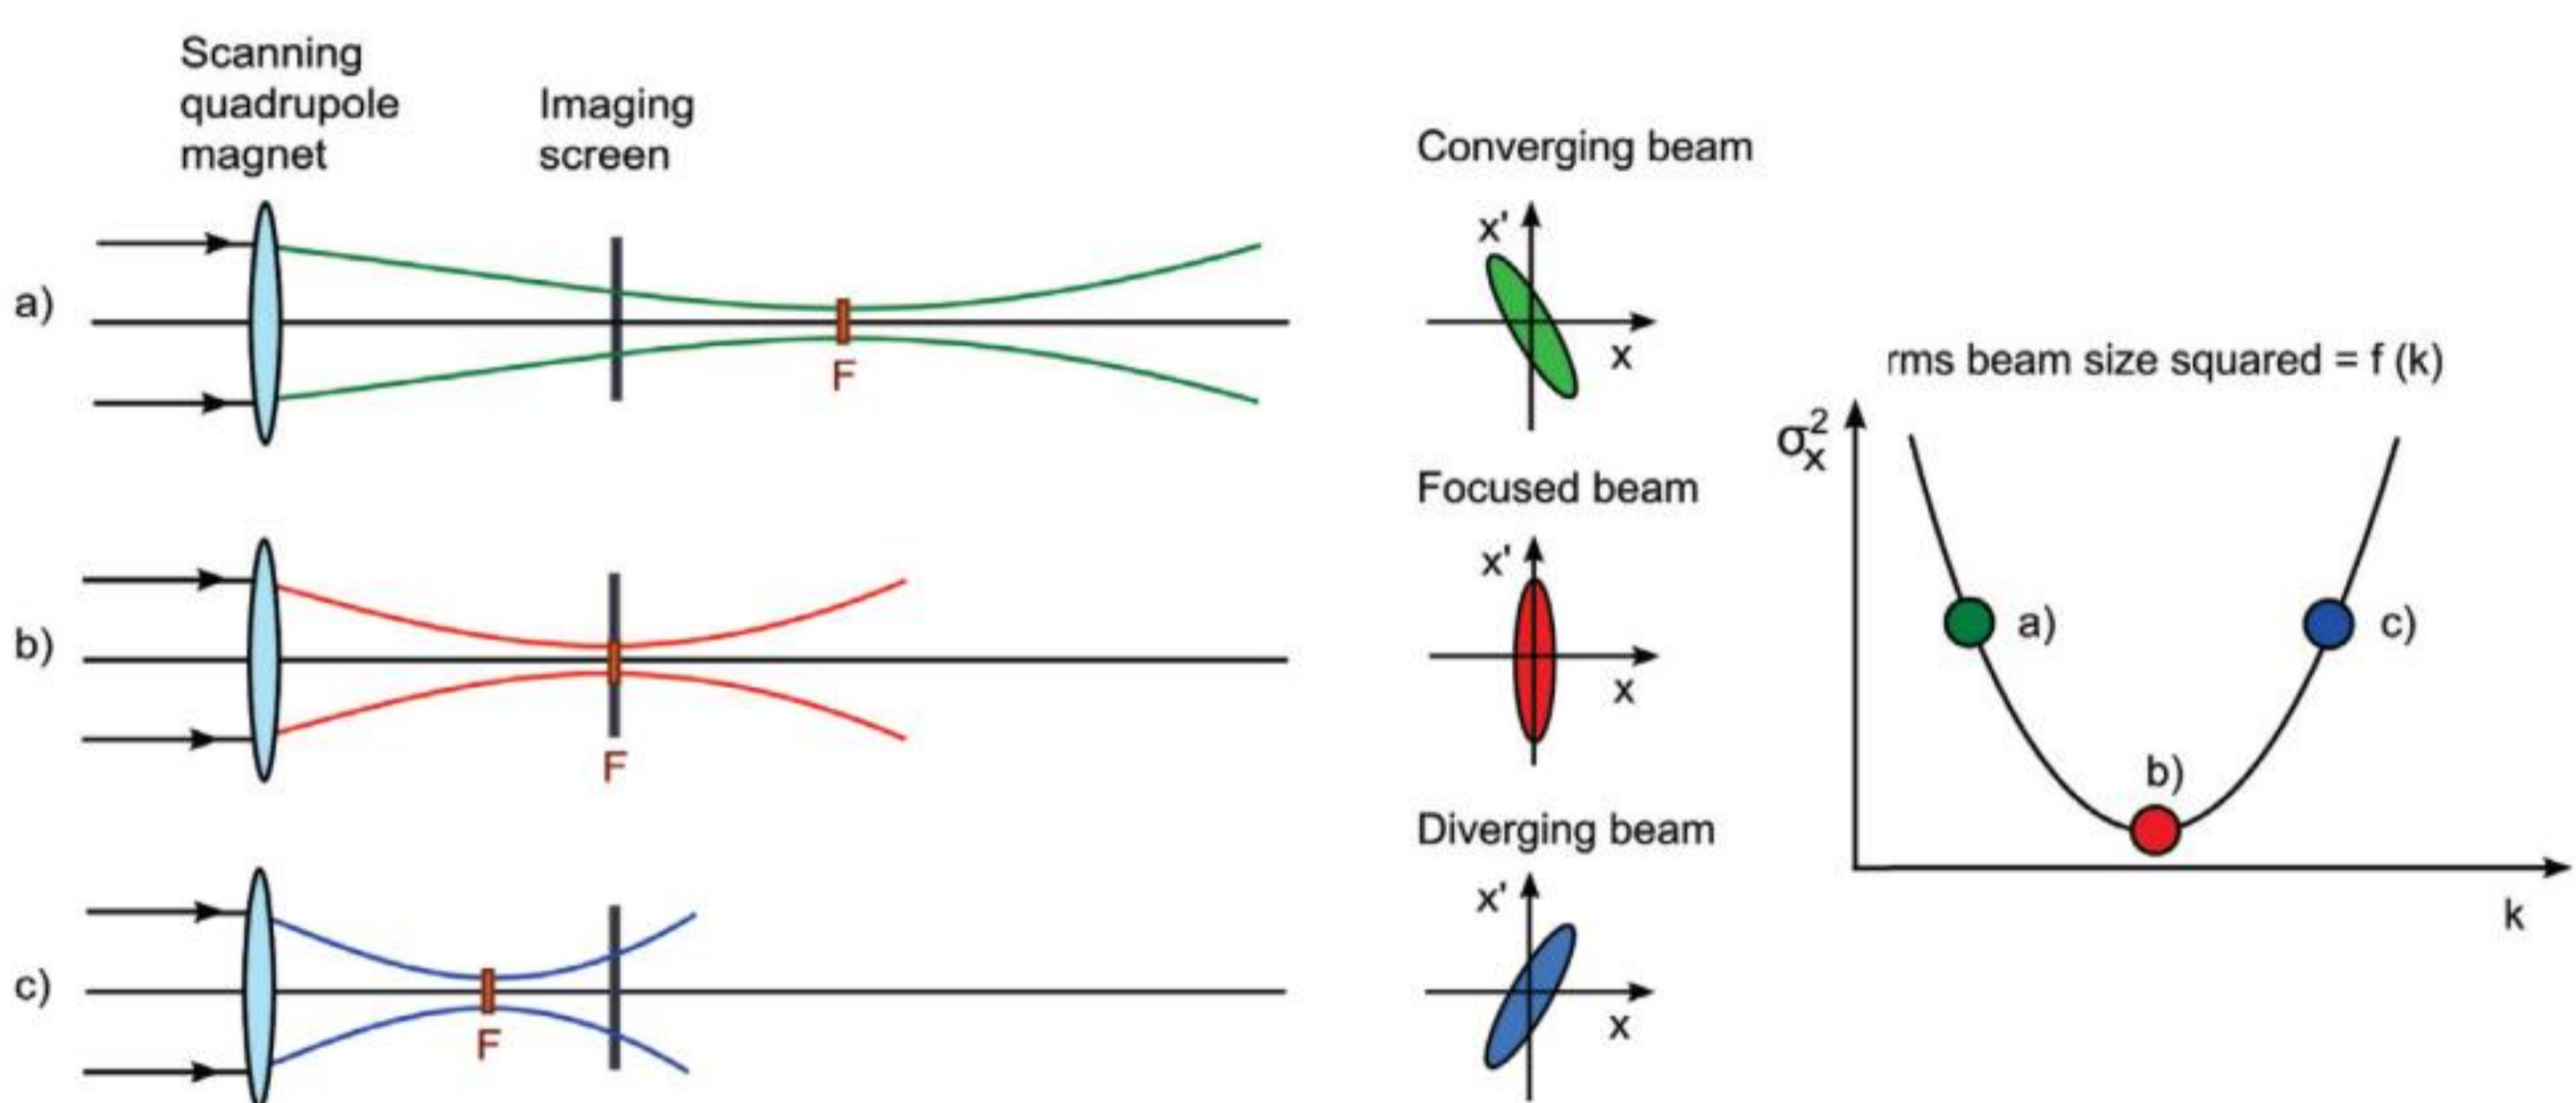 Scanning
quadrupole
magnet
Imaging
screen
a)
F
b)
F
c)
F
Converging beam
x'
x
Focused beam
x'
x
Diverging beam
x'
x
rms beam size squared = f (k)
σ²ₓ
a)
c)
b)
k